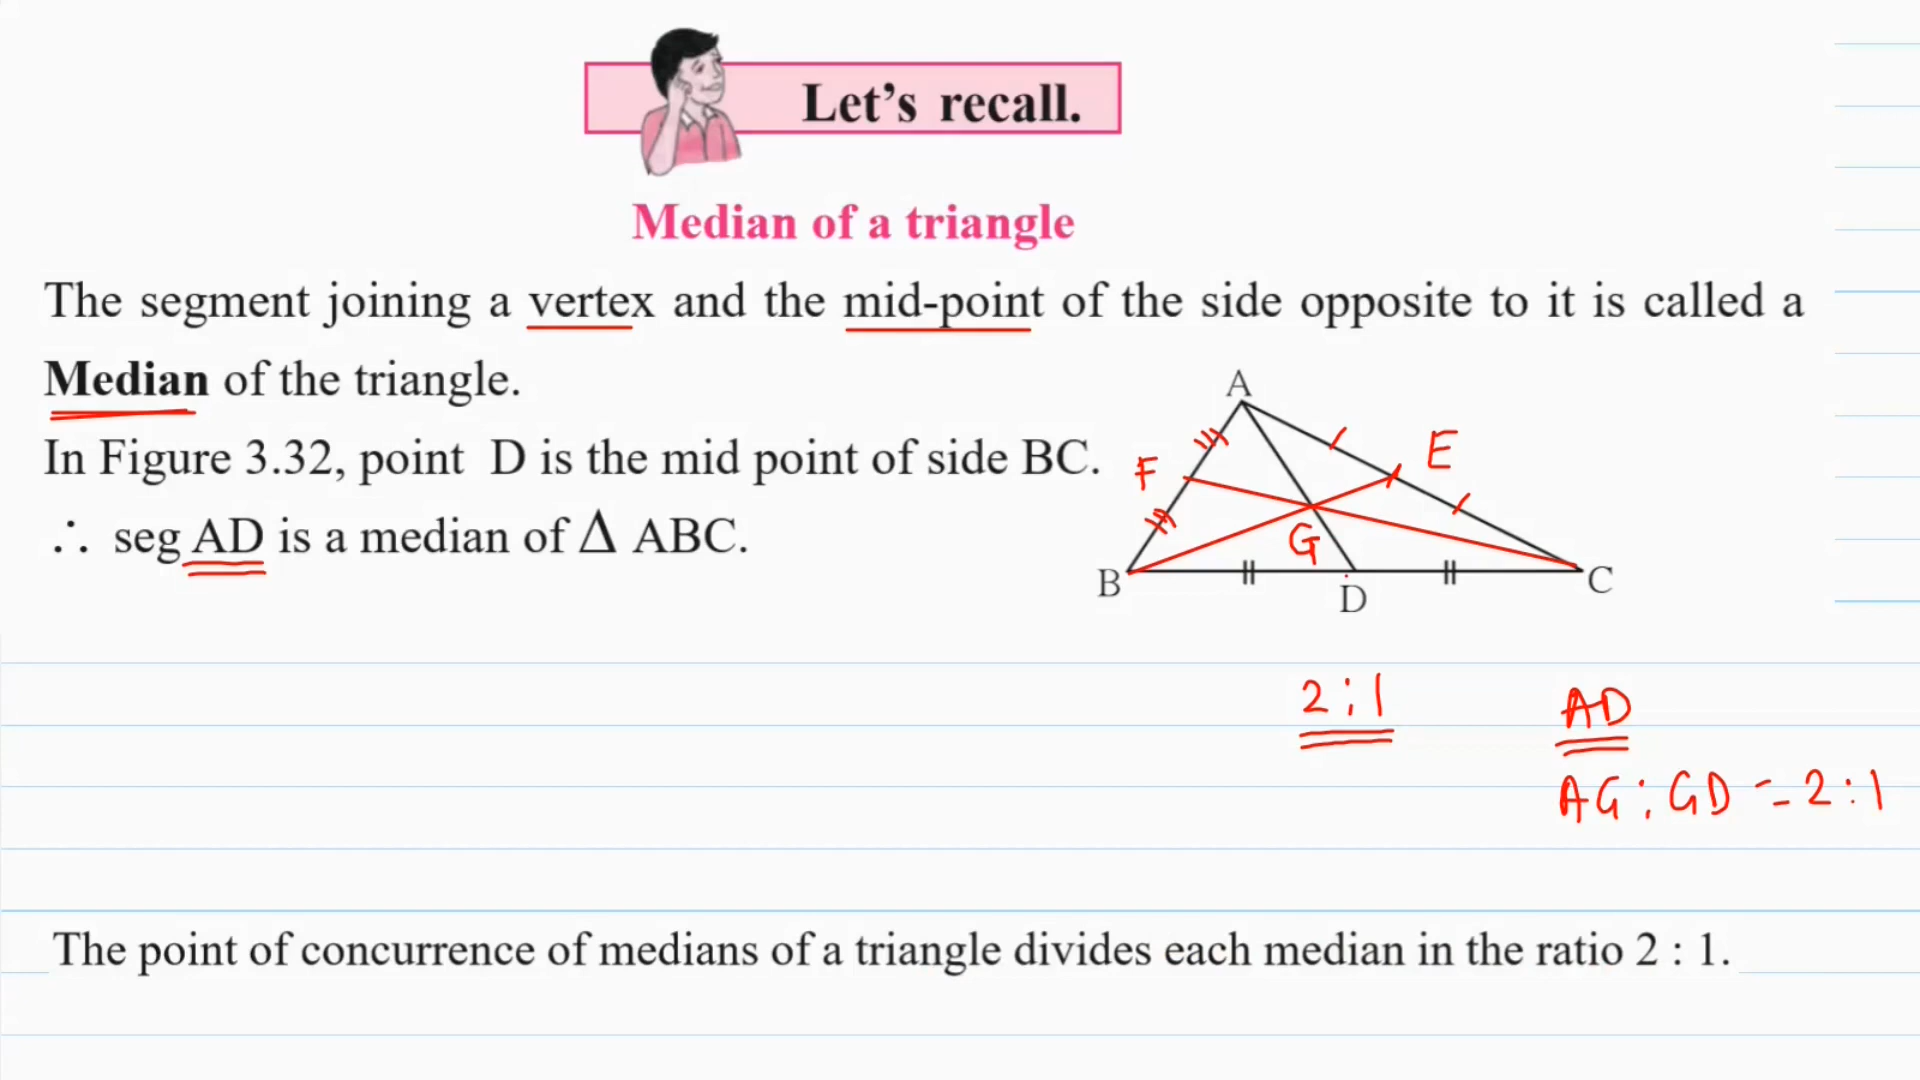 Let's recall.
Median of a triangle
The segment joining a vertex and the mid-point of the side opposite to it is called a
Median of the triangle.
In Figure 3.32, point D is the mid point of side BC.
∴ seg AD is a median of Δ ABC.
A
F
E
G
B
D
C
2 : 1
AD
AG : GD = 2 : 1
The point of concurrence of medians of a triangle divides each median in the ratio 2 : 1.